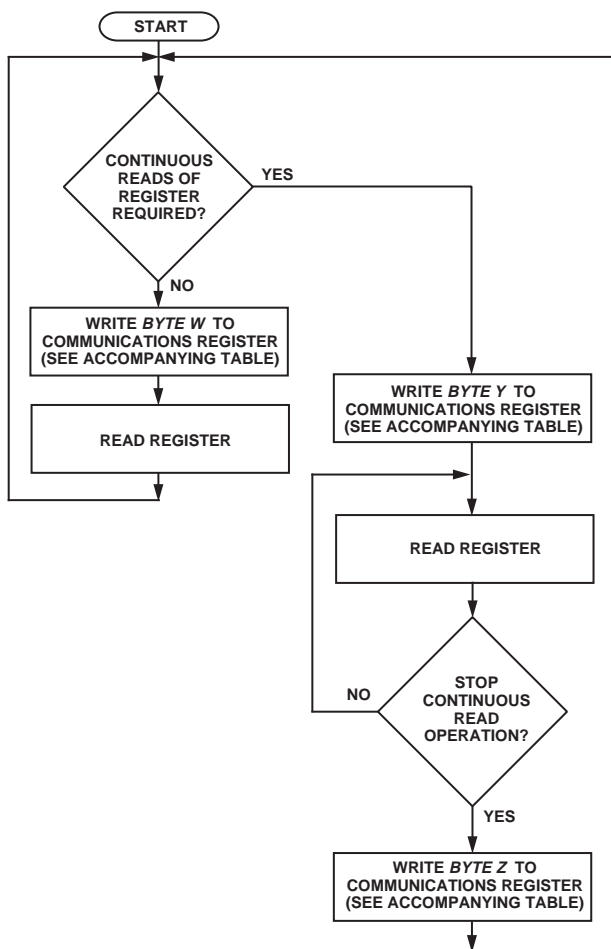 START
CONTINUOUS
READS OF
REGISTER
REQUIRED?
YES
NO
WRITE BYTE W TO
COMMUNICATIONS REGISTER
(SEE ACCOMPANYING TABLE)
READ REGISTER
WRITE BYTE Y TO
COMMUNICATIONS REGISTER
(SEE ACCOMPANYING TABLE)
READ REGISTER
NO
STOP
CONTINUOUS
READ
OPERATION?
YES
WRITE BYTE Z TO
COMMUNICATIONS REGISTER
(SEE ACCOMPANYING TABLE)